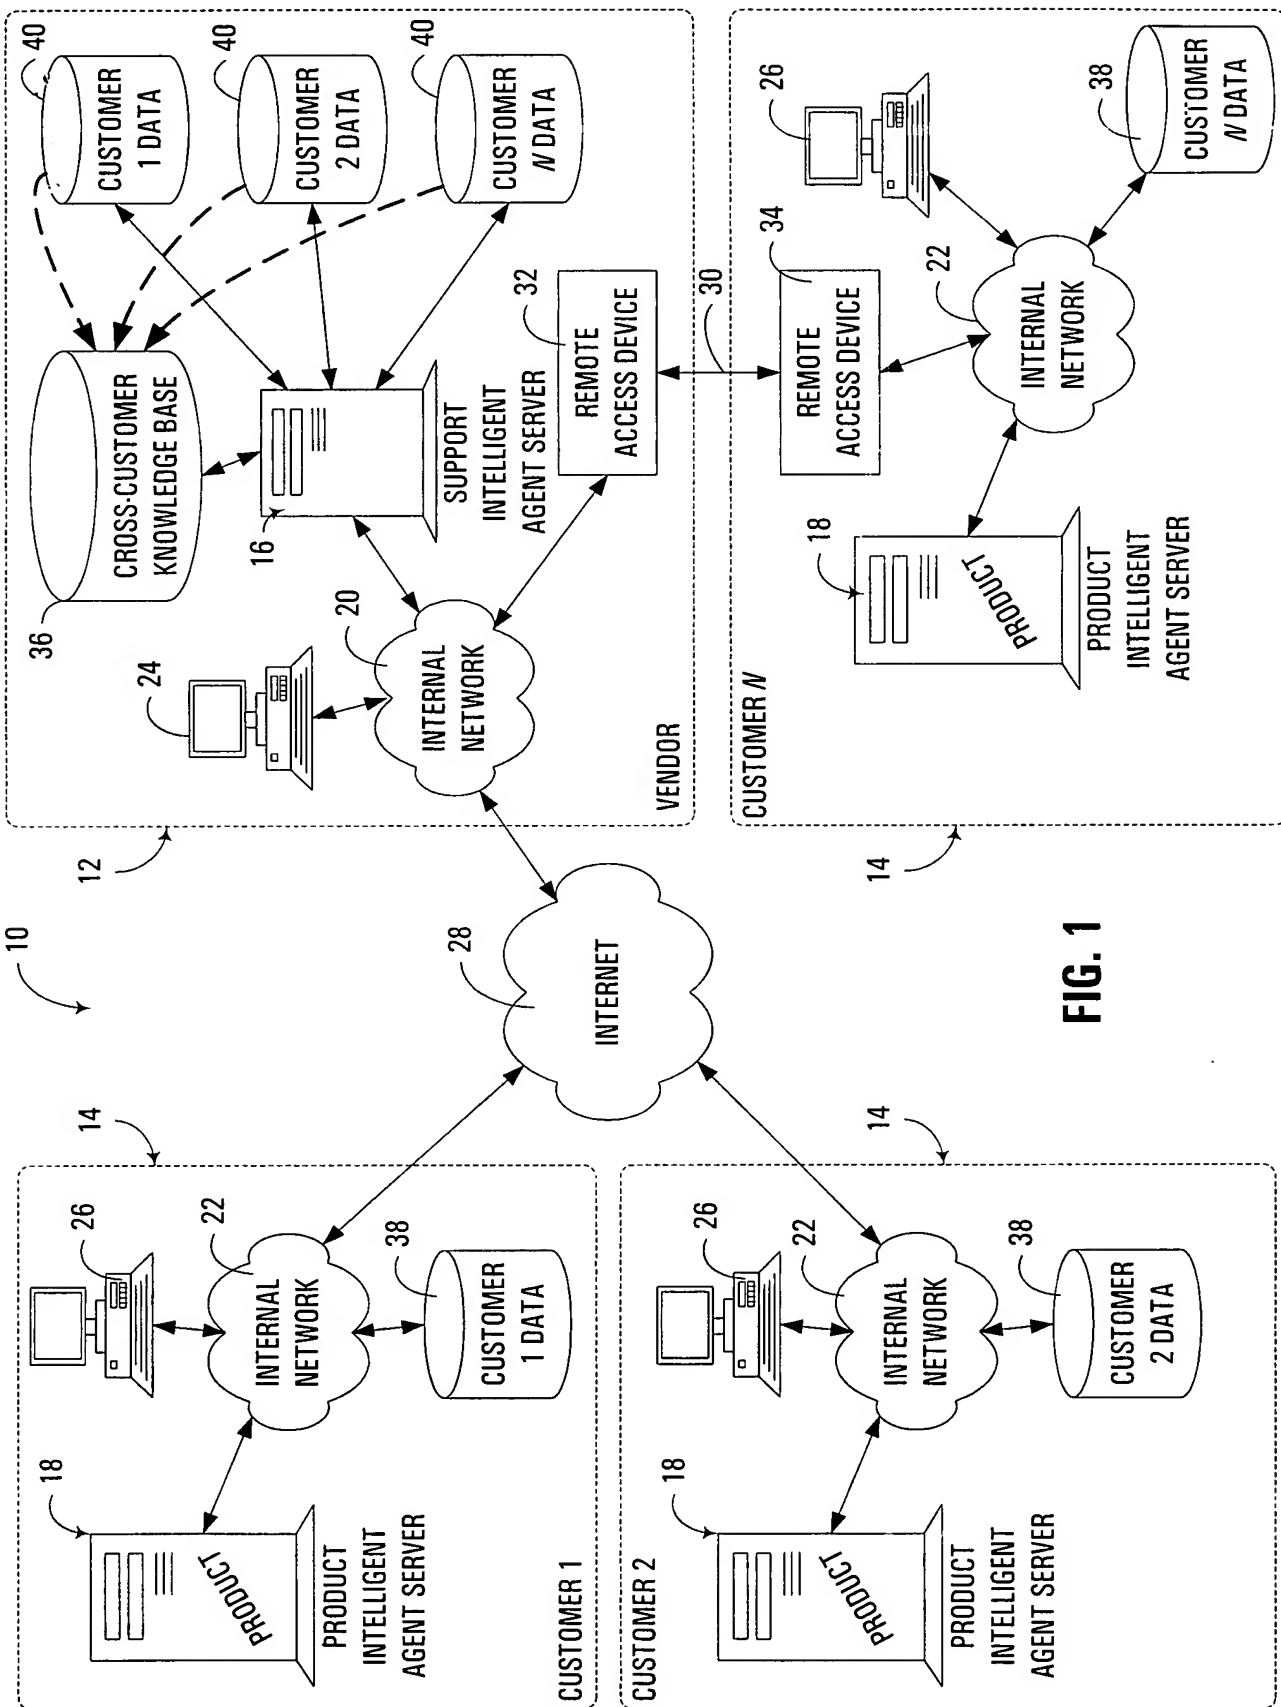 10
14
18
PRODUCT
PRODUCT
INTELLIGENT
AGENT SERVER
26
22
INTERNAL
NETWORK
38
CUSTOMER
1 DATA
CUSTOMER 1
14
CUSTOMER 2
18
PRODUCT
PRODUCT
INTELLIGENT
AGENT SERVER
26
22
INTERNAL
NETWORK
38
CUSTOMER
2 DATA
28
INTERNET
12
24
20
INTERNAL
NETWORK
36
CROSS-CUSTOMER
KNOWLEDGE BASE
16
SUPPORT
INTELLIGENT
AGENT SERVER
40
CUSTOMER
1 DATA
40
CUSTOMER
2 DATA
40
CUSTOMER
N DATA
32
REMOTE
ACCESS DEVICE
VENDOR
30
14
CUSTOMER N
34
REMOTE
ACCESS DEVICE
18
PRODUCT
PRODUCT
INTELLIGENT
AGENT SERVER
22
INTERNAL
NETWORK
26
38
CUSTOMER
N DATA
FIG. 1